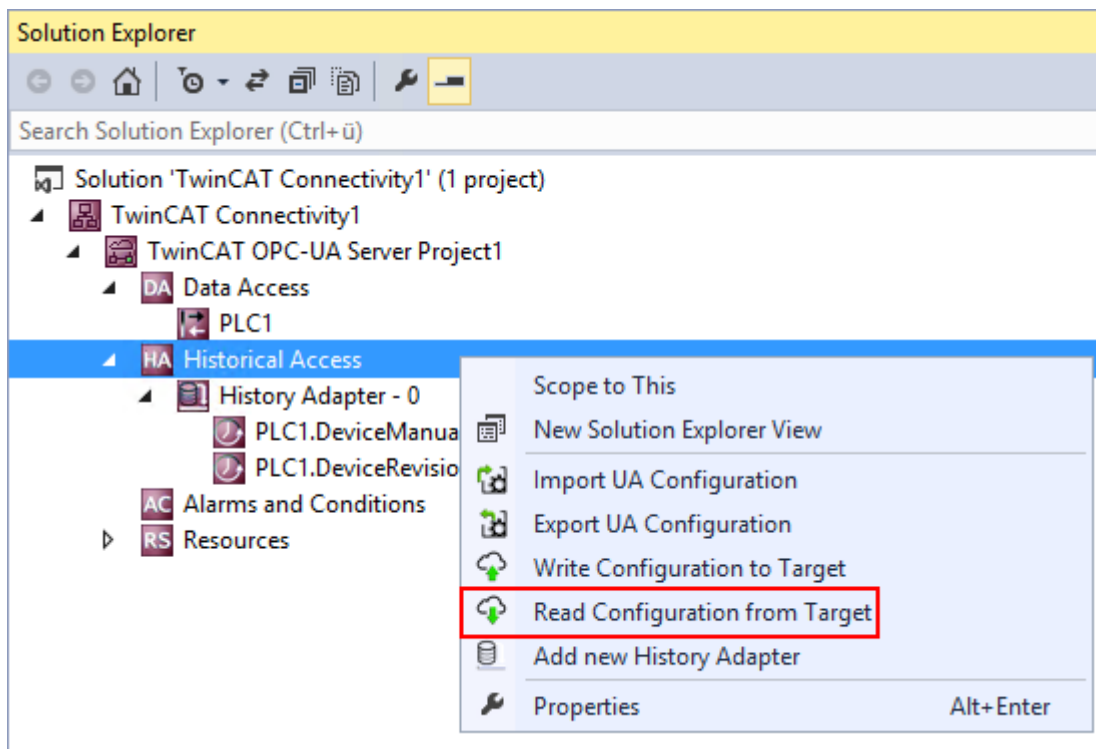 Solution Explorer
Search Solution Explorer (Ctrl+ü)
Solution 'TwinCAT Connectivity1' (1 project)
TwinCAT Connectivity1
TwinCAT OPC-UA Server Project1
DA Data Access
PLC1
HA Historical Access
History Adapter - 0
PLC1.DeviceManua
PLC1.DeviceRevisio
AC Alarms and Conditions
RS Resources
Scope to This
New Solution Explorer View
Import UA Configuration
Export UA Configuration
Write Configuration to Target
Read Configuration from Target
Add new History Adapter
Properties Alt+Enter